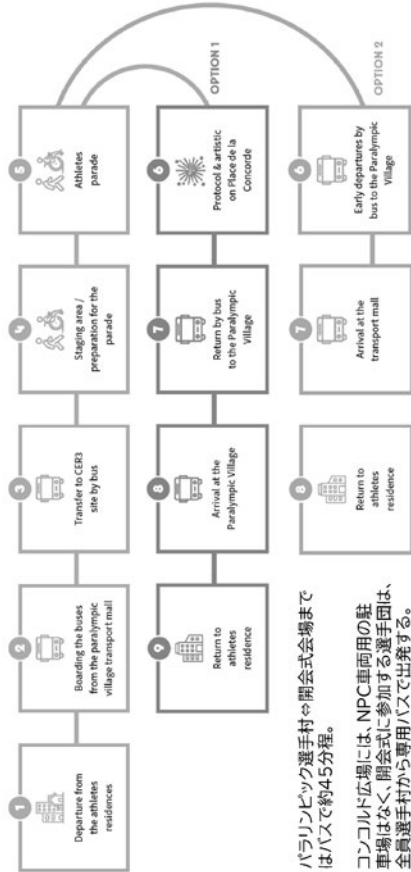 1
Departure from
the athletes
residences
2
Boarding the buses
from the paralympic
village transport mall
3
Transfer to CER3
site by bus
4
Staging area /
preparation for the
parade
5
Athletes
parade
OPTION 1
6
Protocol & artistic
on Place de la
Concorde
7
Return by bus
to the Paralympic
Village
8
Arrival at the
Paralympic Village
9
Return to
athletes
residence
OPTION 2
6
Early departures by
bus to the Paralympic
Village
7
Arrival at the
transport mall
8
Return to
athletes
residence
パラリンピック選手村⇔開会式会場まで
はバスで約45分程。
コンコルド広場には、NPC車両用の駐
車場はなく、開会式に参加する選手団は、
全員選手村から専用バスで出発する。